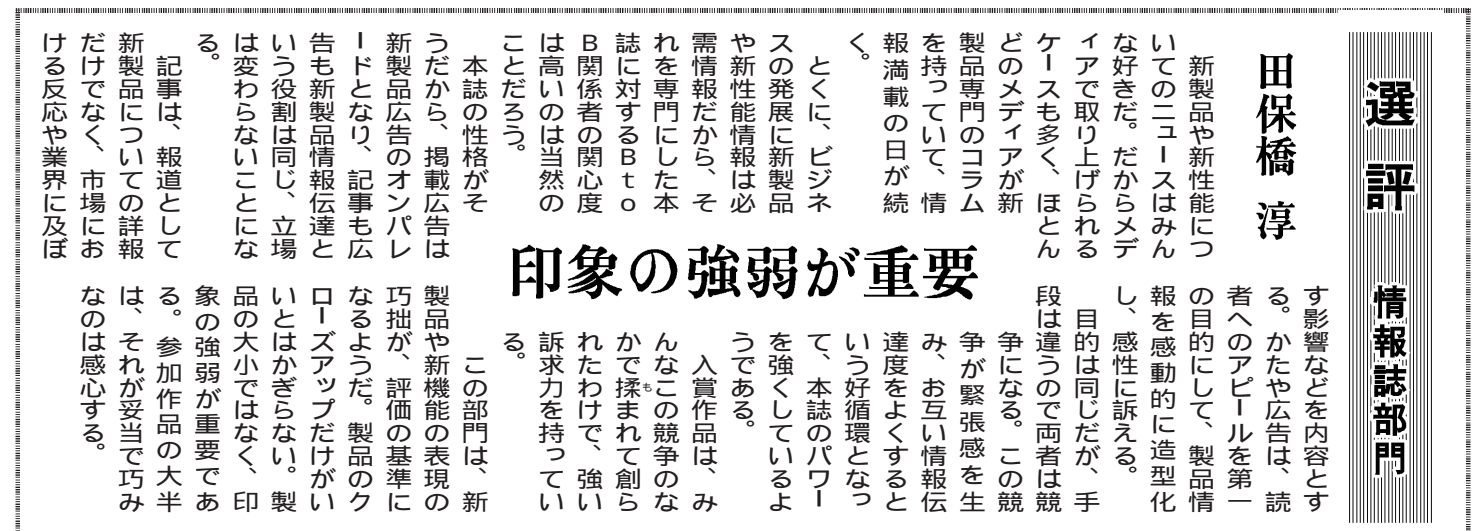 選評
情報誌部門
田保橋 淳
新製品や新性能につ
いてのニュースはみん
な好きだ。だからメデ
ィアで取り上げられる
ケースも多く、ほとん
どのメディアが新
製品専門のコラム
を持っていて、情
報満載の日が続
く。
とくに、ビジネ
スの発展に新製品
や新性能情報は必
需情報だから、そ
れを専門にした本
誌に対するBto
B関係者の関心度
は高いのは当然の
ことだろう。
本誌の性格がそ
うだから、掲載広告は
新製品広告のオンパレ
ードとなり、記事も広
告も新製品情報伝達と
いう役割は同じ、立場
は変わらないことにな
る。
記事は、報道として
新製品についての詳報
だけでなく、市場にお
ける反応や業界に及ぼ
印象の強弱が重要
す影響などを内容とす
る。かたや広告は、読
者へのアピールを第一
の目的にして、製品情
報を感動的に造型化
し、感性に訴える。
目的は同じだが、手
段は違うので両者は競
争になる。この競
争が緊張感を生
み、お互い情報伝
達度をよくすると
いう好循環となっ
て、本誌のパワー
を強くしているよ
うである。
入賞作品は、み
んなこの競争のな
かで揉まれて創ら
も
れたわけで、強い
訴求力を持ってい
る。
この部門は、新
製品や新機能の表現の
巧拙が、評価の基準に
なるようだ。製品のク
ローズアップだけがい
いとはかぎらない。製
品の大小ではなく、印
象の強弱が重要であ
る。参加作品の大半
は、それが妥当で巧み
なのは感心する。